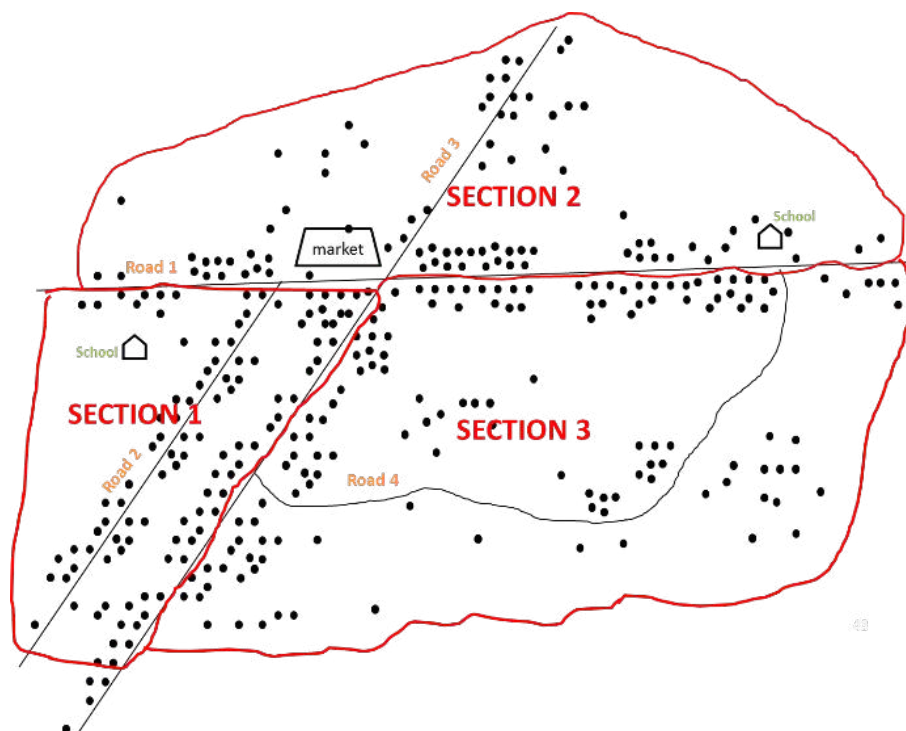 Road 3
SECTION 2
School
market
Road 1
School
SECTION 1
SECTION 3
Road 2
Road 4